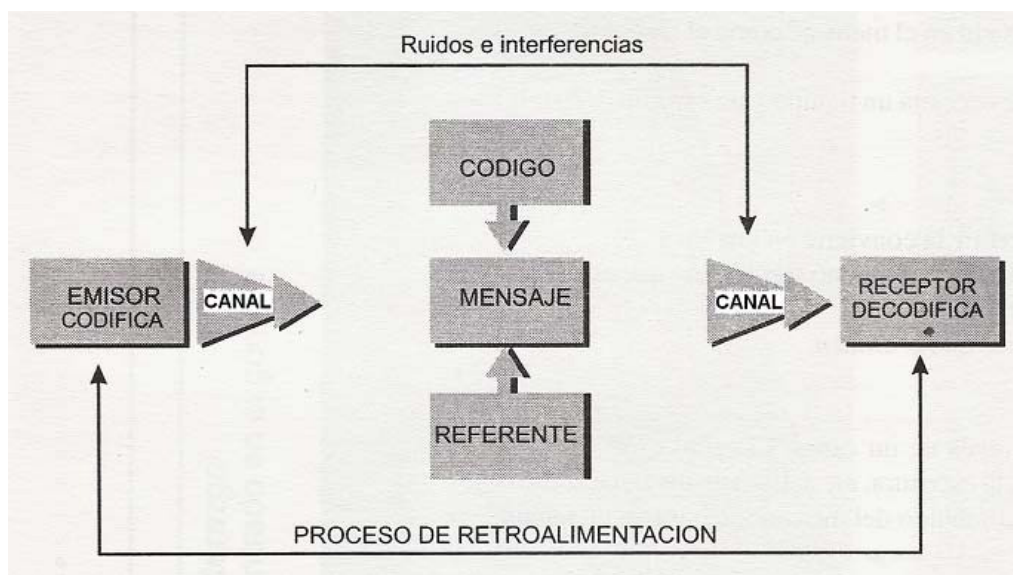 Ruidos e interferencias
CODIGO
EMISOR
CODIFICA
CANAL
MENSAJE
CANAL
RECEPTOR
DECODIFICA
REFERENTE
PROCESO DE RETROALIMENTACION